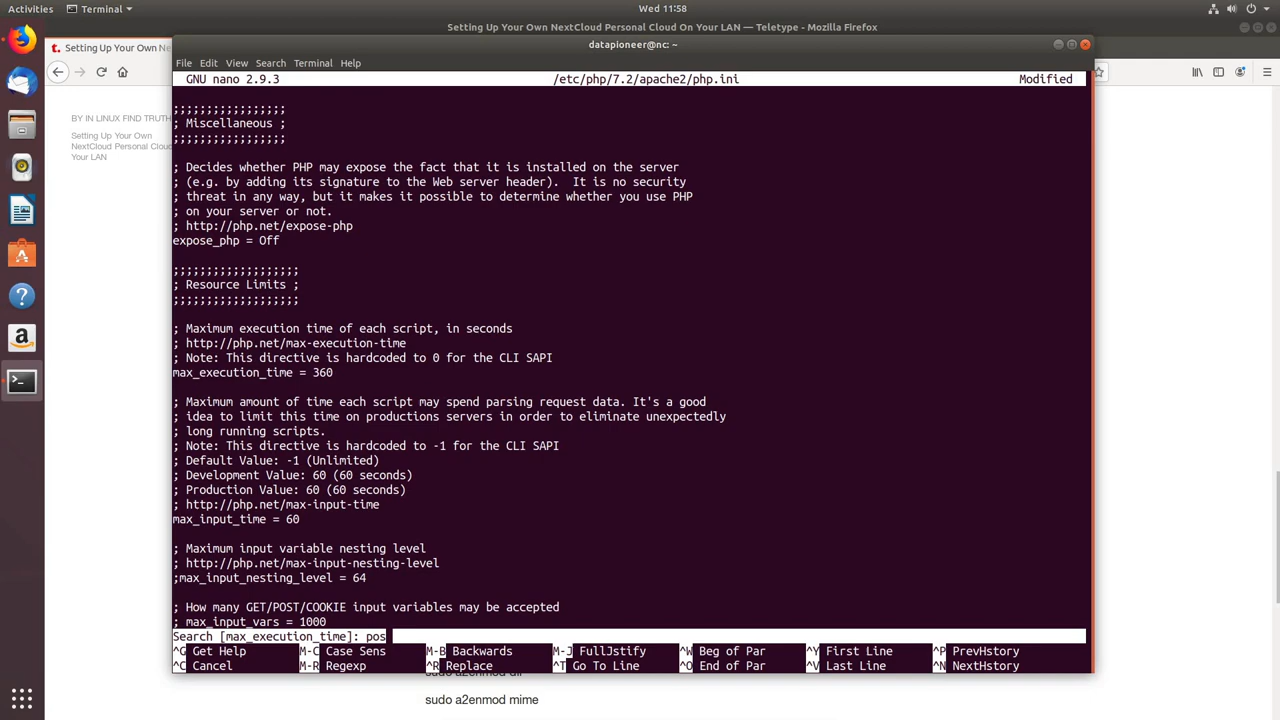 Activities
Terminal
Wed 11:58
Setting Up Your Own NextCloud Personal Cloud On Your LAN — Teletype - Mozilla Firefox
t. Setting Up Your Own Ne
datapioneer@nc: ~
File Edit View Search Terminal Help
GNU nano 2.9.3 /etc/php/7.2/apache2/php.ini Modified
BY IN LINUX FIND TRUTH
Setting Up Your Own
NextCloud Personal Cloud
Your LAN
;;;;;;;;;;;;;;;;;
; Miscellaneous ;
;;;;;;;;;;;;;;;;;
; Decides whether PHP may expose the fact that it is installed on the server
; (e.g. by adding its signature to the Web server header).  It is no security
; threat in any way, but it makes it possible to determine whether you use PHP
; on your server or not.
; http://php.net/expose-php
expose_php = Off
;;;;;;;;;;;;;;;;;;;
; Resource Limits ;
;;;;;;;;;;;;;;;;;;;
; Maximum execution time of each script, in seconds
; http://php.net/max-execution-time
; Note: This directive is hardcoded to 0 for the CLI SAPI
max_execution_time = 360
; Maximum amount of time each script may spend parsing request data. It's a good
; idea to limit this time on productions servers in order to eliminate unexpectedly
; long running scripts.
; Note: This directive is hardcoded to -1 for the CLI SAPI
; Default Value: -1 (Unlimited)
; Development Value: 60 (60 seconds)
; Production Value: 60 (60 seconds)
; http://php.net/max-input-time
max_input_time = 60
; Maximum input variable nesting level
; http://php.net/max-input-nesting-level
;max_input_nesting_level = 64
; How many GET/POST/COOKIE input variables may be accepted
; max_input_vars = 1000
Search [max_execution_time]: pos
^G Get Help M-C Case Sens M-B Backwards M-J FullJstify ^W Beg of Par ^Y First Line ^P PrevHstory
^C Cancel M-R Regexp ^R Replace ^T Go To Line ^O End of Par ^V Last Line ^N NextHstory
sudo a2enmod dir
sudo a2enmod mime